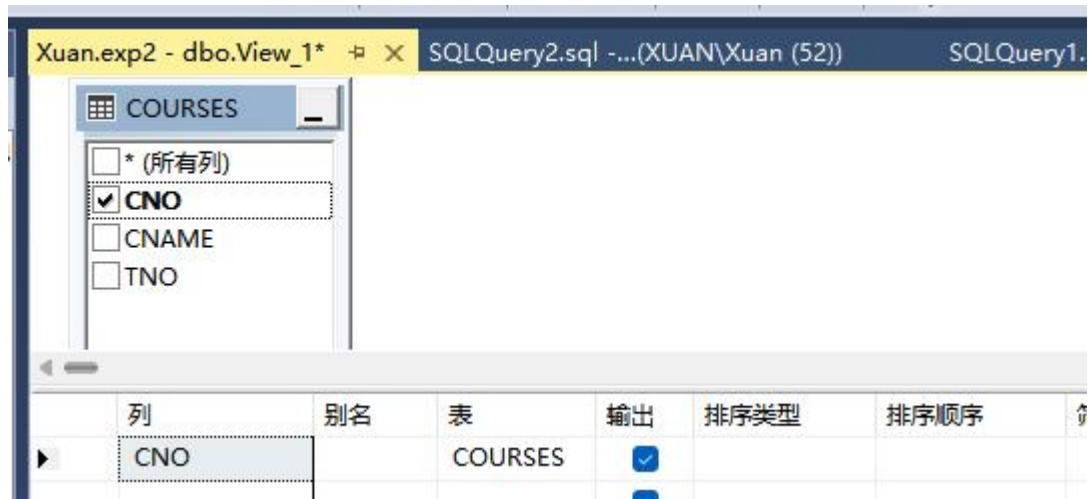 Xuan.exp2 - dbo.View_1* SQLQuery2.sql -...(XUAN\Xuan (52)) SQLQuery1.
COURSES
* (所有列)
CNO
CNAME
TNO
列 别名 表 输出 排序类型 排序顺序
CNO COURSES